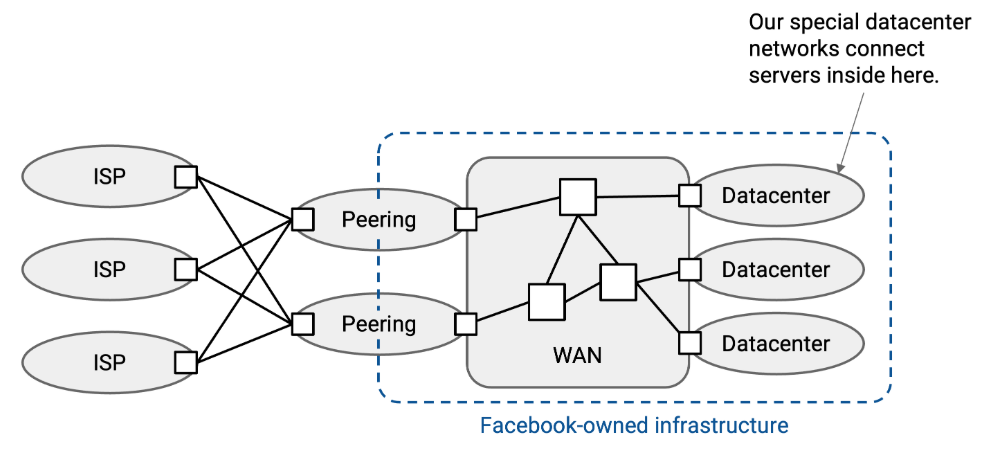 Our special datacenter
networks connect
servers inside here.
ISP
ISP
ISP
Peering
Peering
WAN
Datacenter
Datacenter
Datacenter
Facebook-owned infrastructure